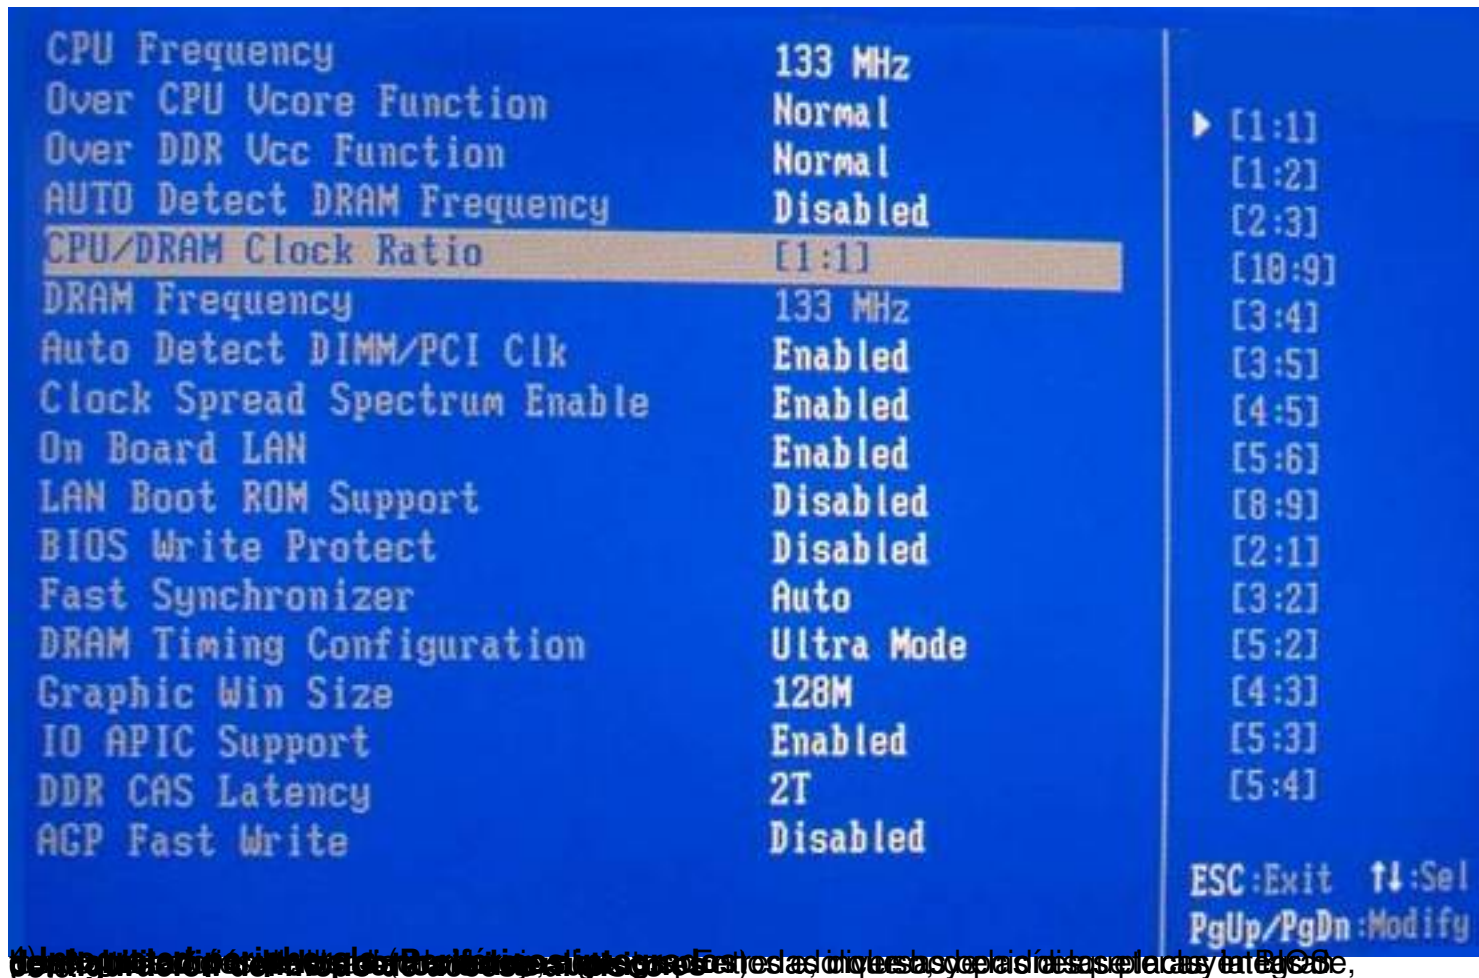 CPU Frequency 133 MHz
Over CPU Vcore Function Normal
Over DDR Vcc Function Normal
AUTO Detect DRAM Frequency Disabled
CPU/DRAM Clock Ratio [1:1]
DRAM Frequency 133 MHz
Auto Detect DIMM/PCI Clk Enabled
Clock Spread Spectrum Enable Enabled
On Board LAN Enabled
LAN Boot ROM Support Disabled
BIOS Write Protect Disabled
Fast Synchronizer Auto
DRAM Timing Configuration Ultra Mode
Graphic Win Size 128M
IO APIC Support Enabled
DDR CAS Latency 2T
AGP Fast Write Disabled
[1:1]
[1:2]
[2:3]
[10:9]
[3:4]
[3:5]
[4:5]
[5:6]
[8:9]
[2:1]
[3:2]
[5:2]
[4:3]
[5:3]
[5:4]
ESC:Exit ↑↓:Sel
PgUp/PgDn:Modify